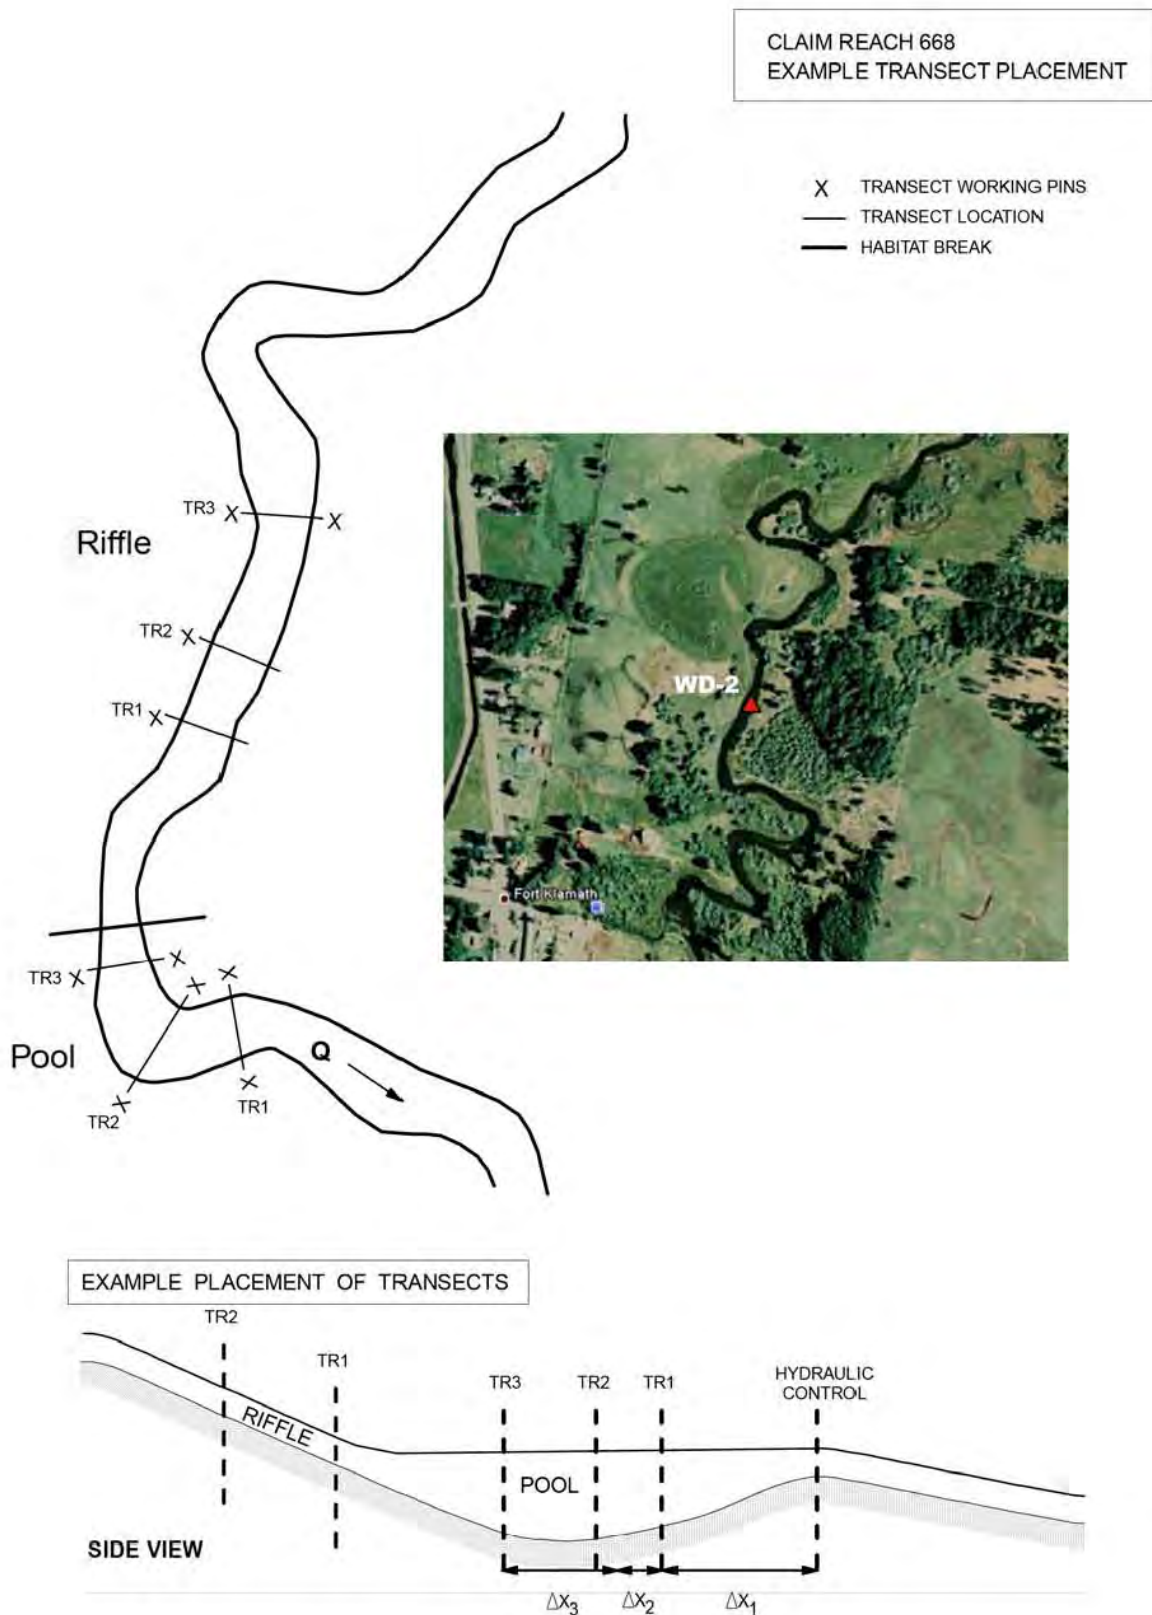 CLAIM REACH 668
EXAMPLE TRANSECT PLACEMENT
X TRANSECT WORKING PINS
TRANSECT LOCATION
HABITAT BREAK
TR3 X X
Riffle
TR2 X
TR1 X
WD-2
Fort Klamath
TR3 X X
X X
Pool
Q
X X
TR2 TR1
EXAMPLE PLACEMENT OF TRANSECTS
TR2
TR1
TR3 TR2 TR1
HYDRAULIC
CONTROL
RIFFLE
POOL
SIDE VIEW
ΔX3 ΔX2 ΔX1